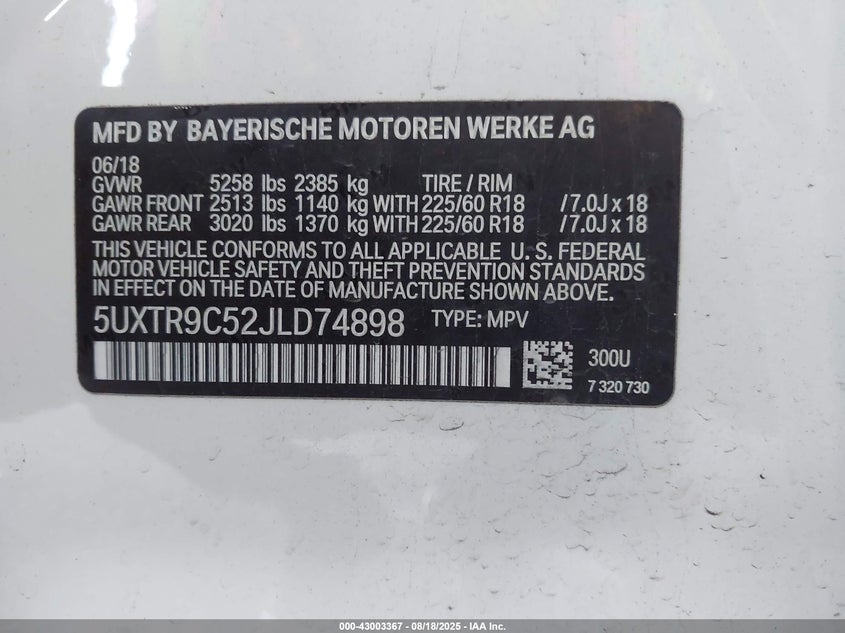 MFD BY BAYERISCHE MOTOREN WERKE AG
06/18
GVWR 5258 lbs 2385 kg TIRE / RIM
GAWR FRONT 2513 lbs 1140 kg WITH 225/60 R18 /7.0J x 18
GAWR REAR 3020 lbs 1370 kg WITH 225/60 R18 /7.0J x 18
THIS VEHICLE CONFORMS TO ALL APPLICABLE U. S. FEDERAL
MOTOR VEHICLE SAFETY AND THEFT PREVENTION STANDARDS
IN EFFECT ON THE DATE OF MANUFACTURE SHOWN ABOVE.
5UXTR9C52JLD74898 TYPE: MPV
300U
7 320 730
000-43003367 - 08/18/2025 - IAA Inc.